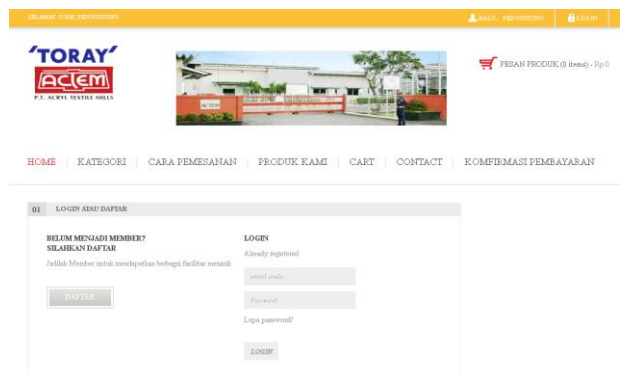 SELAMAT SORE, PENGUNJUNG...
HALO, PENGUNJUNG
LOG IN
'TORAY'
ACTEM
P.T. ACRYL TEXTILE MILLS
ACTEM
PESAN PRODUK (0 items) - Rp 0
HOME | KATEGORI | CARA PEMESANAN | PRODUK KAMI | CART | CONTACT | KOMFIRMASI PEMBAYARAN
01 LOGIN ATAU DAFTAR
BELUM MENJADI MEMBER?
SILAHKAN DAFTAR
Jadilah Member untuk mendapatkan berbagai fasilitas menarik
DAFTAR
LOGIN
Already registered
email anda...
Password...
Lupa password?
LOGIN